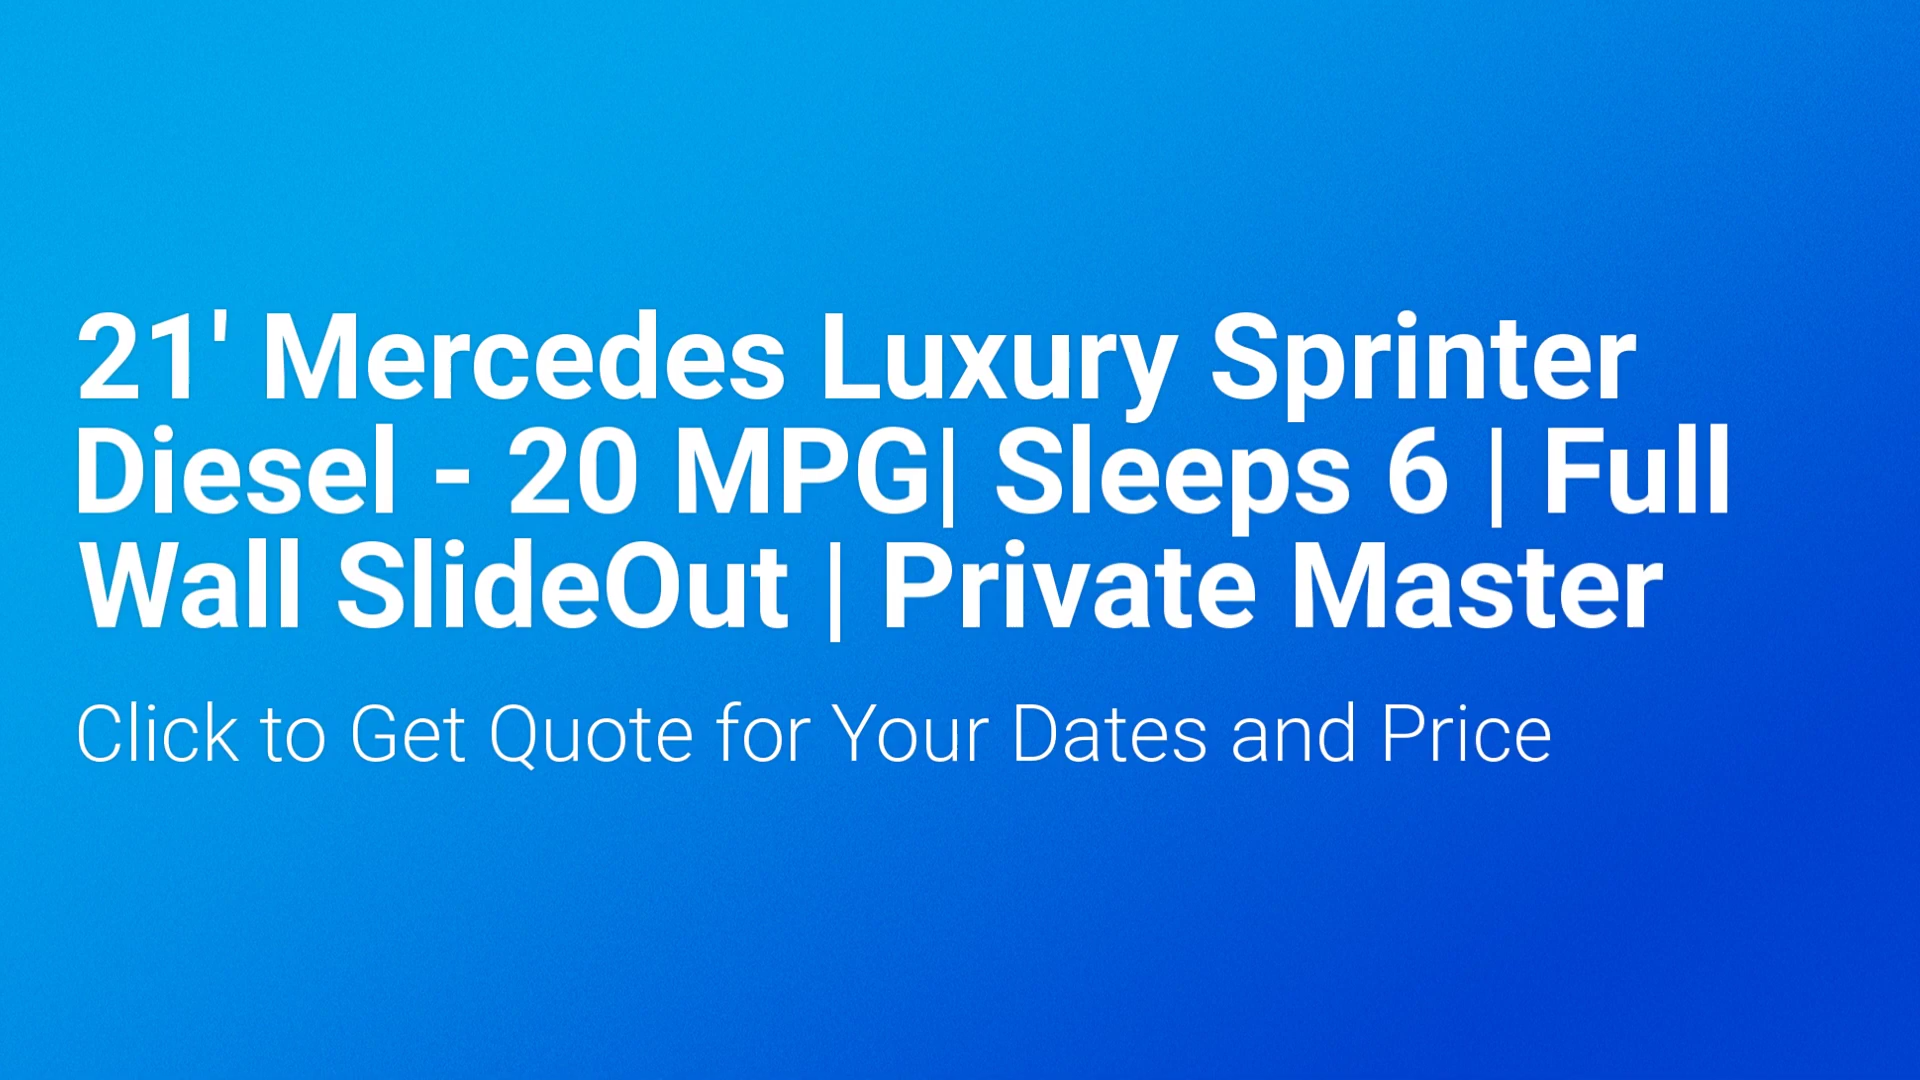 21' Mercedes Luxury Sprinter
Diesel - 20 MPG| Sleeps 6 | Full
Wall SlideOut | Private Master
Click to Get Quote for Your Dates and Price